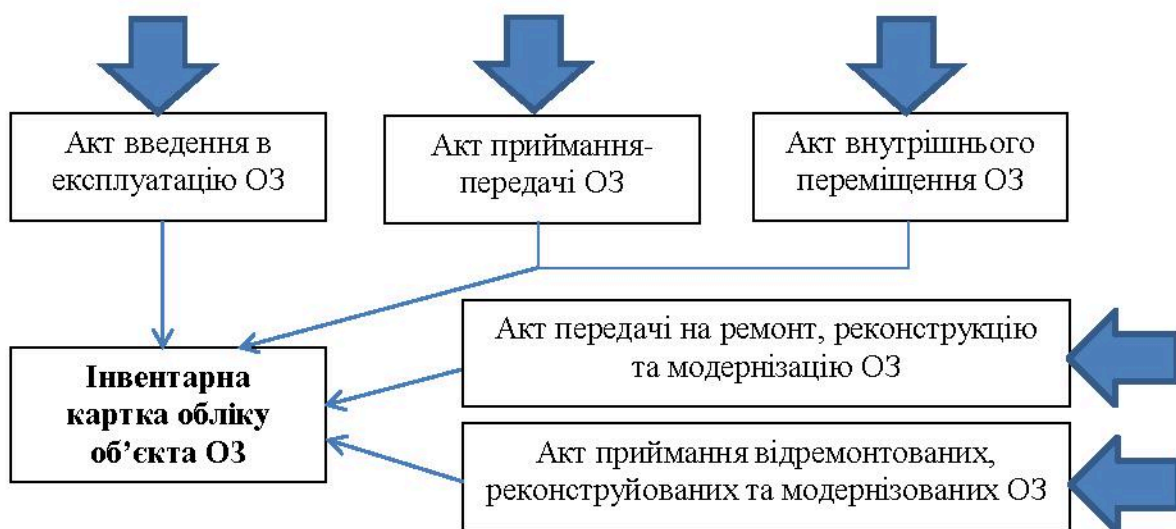 Акт введення в
експлуатацію ОЗ
Акт приймання-
передачі ОЗ
Акт внутрішнього
переміщення ОЗ
Акт передачі на ремонт, реконструкцію
та модернізацію ОЗ
Інвентарна
картка обліку
об’єкта ОЗ
Акт приймання відремонтованих,
реконструйованих та модернізованих ОЗ